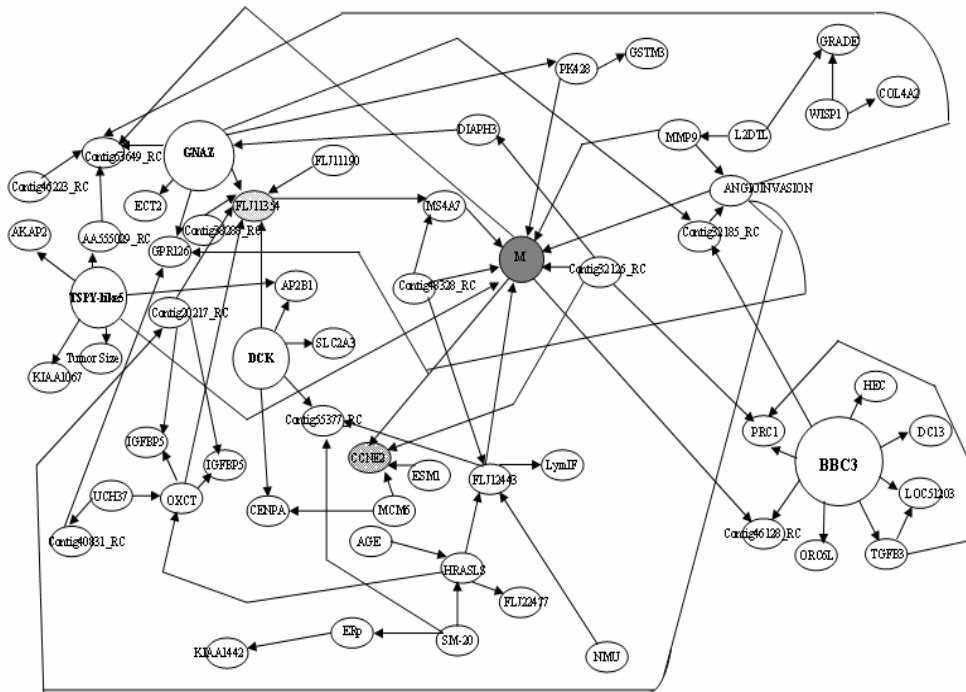 GRADE
GSTM3
PK428
COL4A2
WISP1
DIAPH3
MMP9
L2DTL
GNAZ
Contig63649_RC
FLJ11190
Contig46223_RC
ANGIOINVASION
ECT2
FLJ11354
MS4A7
AKAP2
AA555029_RC
Contig38288_RC
Contig32185_RC
GPR126
M
Contig32125_RC
AP2B1
Contig48328_RC
TSPY-like5
Contig20217_RC
SLC2A3
DCK
Tumor Size
KIAA1067
HEC
Contig55377_RC
PRC1
DC13
IGFBP5
CCNE2
IGFBP5
LymIF
BBC3
ESM1
FLJ12443
UCH37
OXCT
LOC51203
CENPA
MCM6
Contig40831_RC
AGE
Contig46128_RC
ORC6L
TGFB3
HRASLS
FLJ22477
ERp
SM-20
KIAA1442
NMU